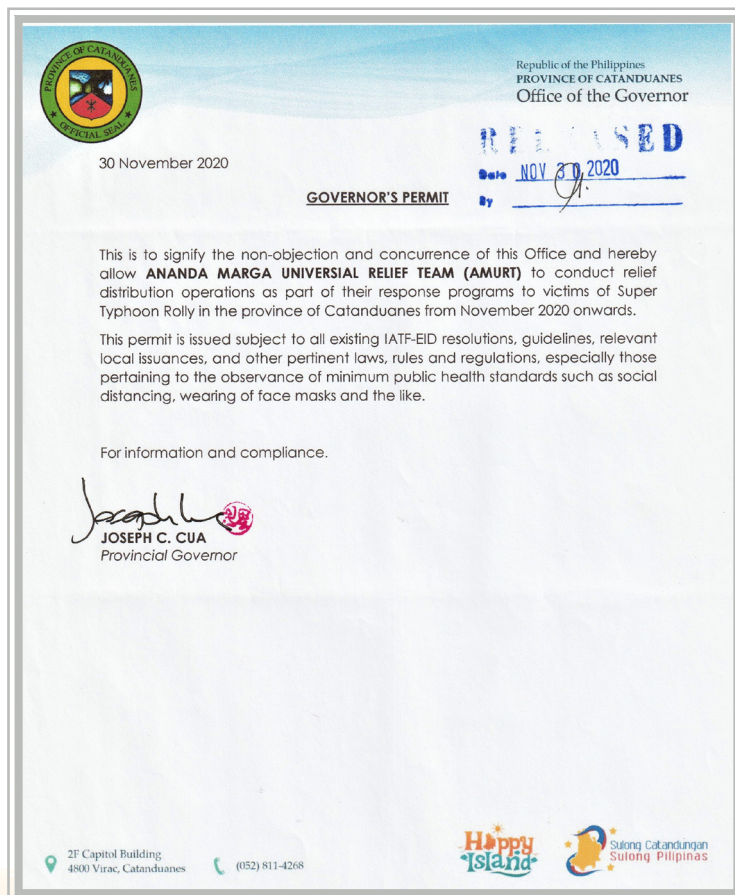 PROVINCE OF CATANDUANES
OFFICIAL SEAL
Republic of the Philippines
PROVINCE OF CATANDUANES
Office of the Governor
RELEASED
Date NOV 30, 2020
By
30 November 2020
GOVERNOR'S PERMIT
This is to signify the non-objection and concurrence of this Office and hereby
allow ANANDA MARGA UNIVERSIAL RELIEF TEAM (AMURT) to conduct relief
distribution operations as part of their response programs to victims of Super
Typhoon Rolly in the province of Catanduanes from November 2020 onwards.
This permit is issued subject to all existing IATF-EID resolutions, guidelines, relevant
local issuances, and other pertinent laws, rules and regulations, especially those
pertaining to the observance of minimum public health standards such as social
distancing, wearing of face masks and the like.
For information and compliance.
JOSEPH C. CUA
Provincial Governor
2F Capitol Building
4800 Virac, Catanduanes
(052) 811-4268
Happy
Island
Sulong Catandungan
Sulong Pilipinas